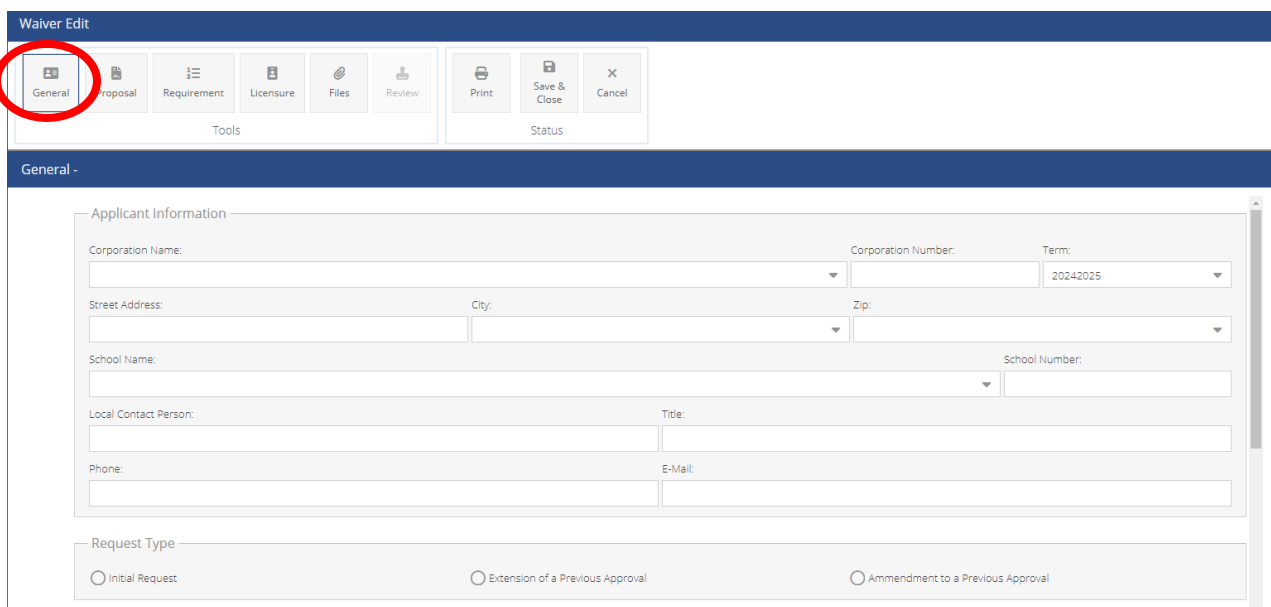 Waiver Edit
General Proposal Requirement Licensure Files Review Print Save & Close Cancel
Tools Status
General -
Applicant Information
Corporation Name: Corporation Number: Term:
20242025
Street Address: City: Zip:
School Name: School Number:
Local Contact Person: Title:
Phone: E-Mail:
Request Type
Initial Request Extension of a Previous Approval Ammendment to a Previous Approval